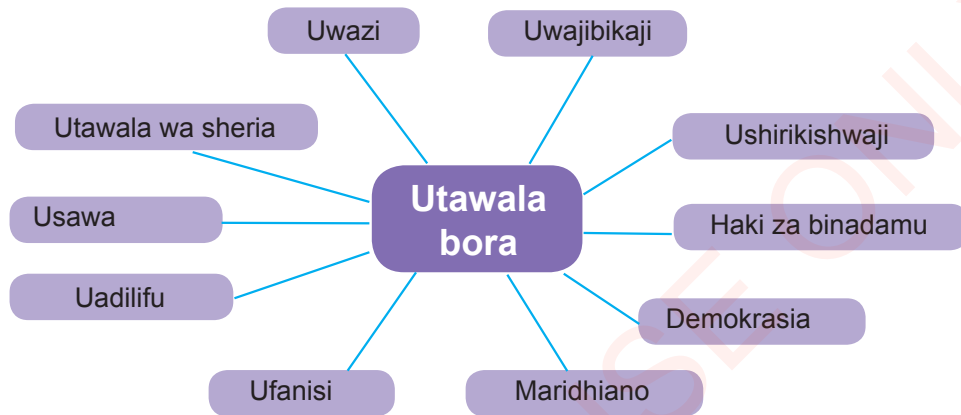 Uwazi
Uwajibikaji
Utawala wa sheria
Ushirikishwaji
Utawala
bora
Usawa
Haki za binadamu
Uadilifu
Demokrasia
Ufanisi
Maridhiano